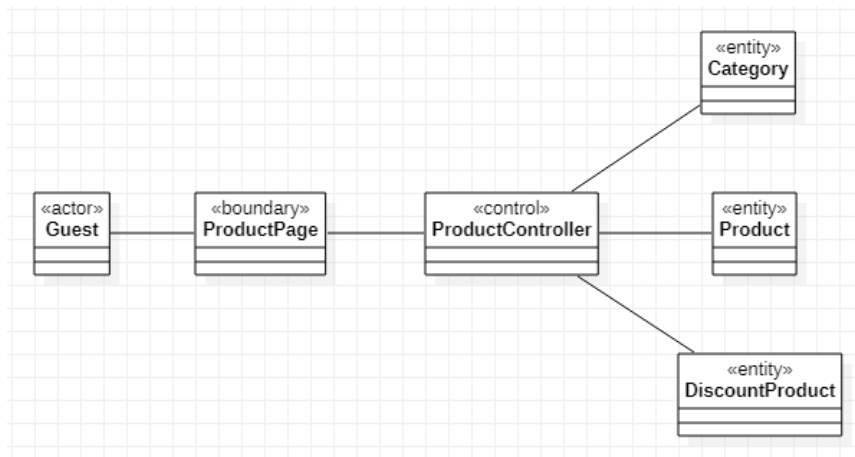 «entity»
Category
«actor»
Guest
«boundary»
ProductPage
«control»
ProductController
«entity»
Product
«entity»
DiscountProduct